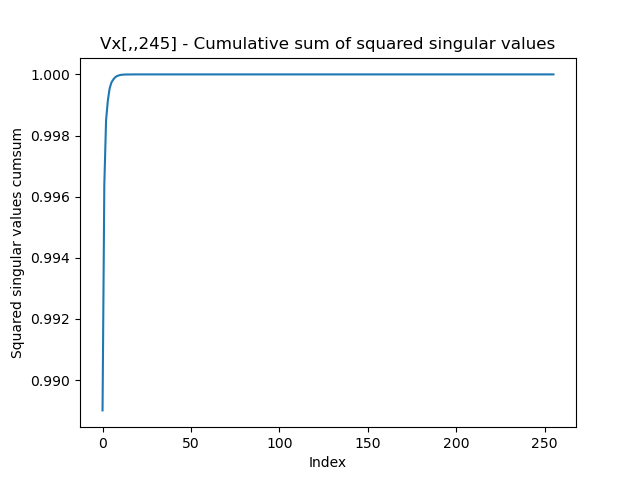 Vx[,,245] - Cumulative sum of squared singular values
1.000
0.998
0.996
0.994
0.992
0.990
Squared singular values cumsum
0 50 100 150 200 250
Index